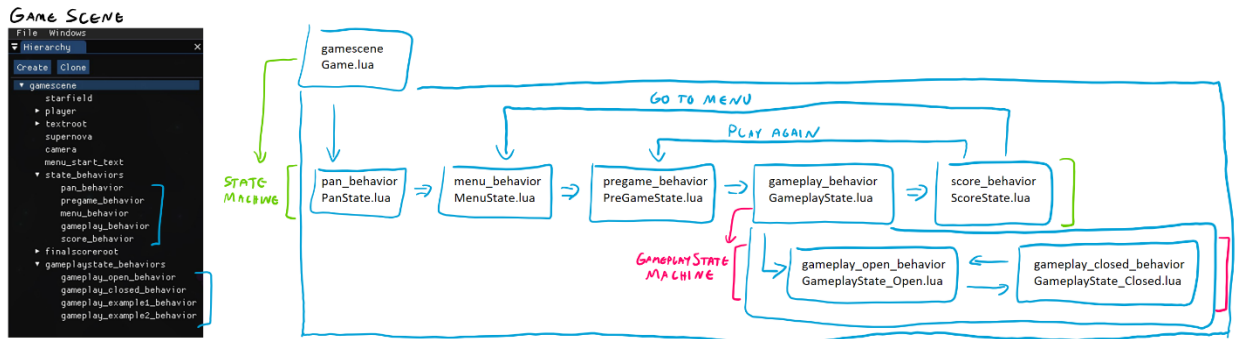 GAME SCENE
File Windows
Hierarchy
Create Clone
gamescene
starfield
player
textroot
supernova
camera
menu_start_text
state_behaviors
pan_behavior
pregame_behavior
menu_behavior
gameplay_behavior
score_behavior
finalscoreroot
gameplaystate_behaviors
gameplay_open_behavior
gameplay_closed_behavior
gameplay_example1_behavior
gameplay_example2_behavior
gamescene
Game.lua
GO TO MENU
PLAY AGAIN
STATE
MACHINE
pan_behavior
PanState.lua
menu_behavior
MenuState.lua
pregame_behavior
PreGameState.lua
gameplay_behavior
GameplayState.lua
score_behavior
ScoreState.lua
GAMEPLAYSTATE
MACHINE
gameplay_open_behavior
GameplayState_Open.lua
gameplay_closed_behavior
GameplayState_Closed.lua